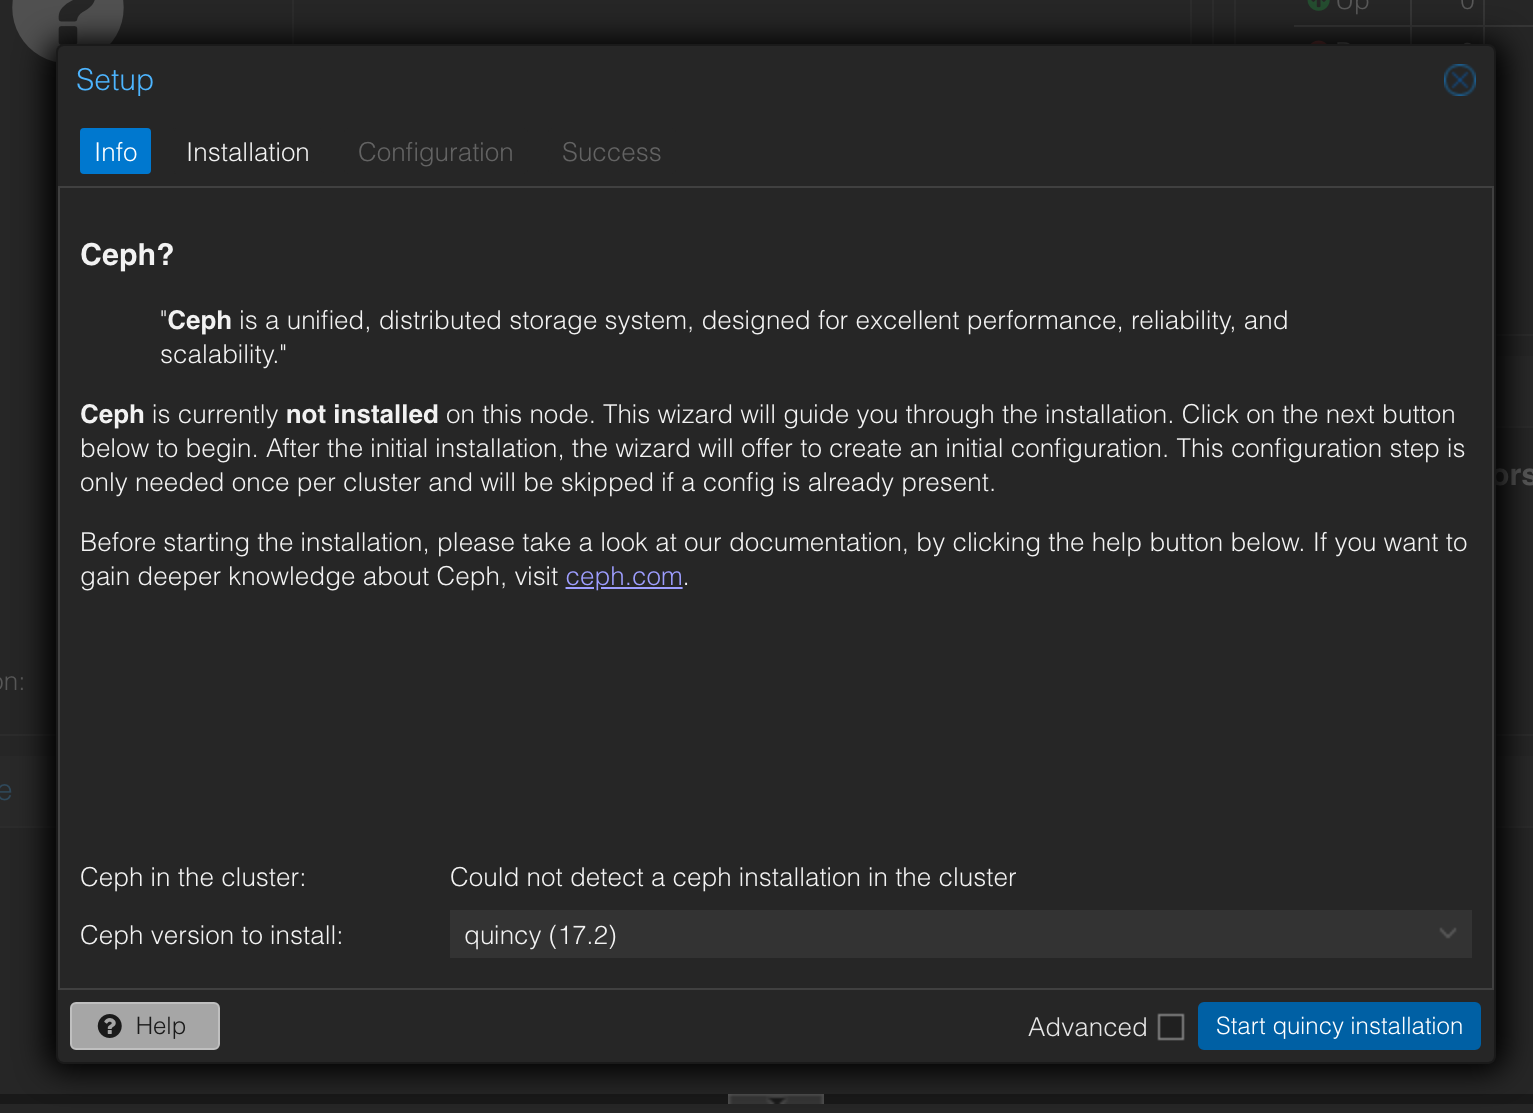 Up 0
Setup
Info Installation Configuration Success
Ceph?
"Ceph is a unified, distributed storage system, designed for excellent performance, reliability, and
scalability."
Ceph is currently not installed on this node. This wizard will guide you through the installation. Click on the next button
below to begin. After the initial installation, the wizard will offer to create an initial configuration. This configuration step is
only needed once per cluster and will be skipped if a config is already present.
Before starting the installation, please take a look at our documentation, by clicking the help button below. If you want to
gain deeper knowledge about Ceph, visit ceph.com.
Ceph in the cluster: Could not detect a ceph installation in the cluster
Ceph version to install: quincy (17.2)
Help Advanced Start quincy installation